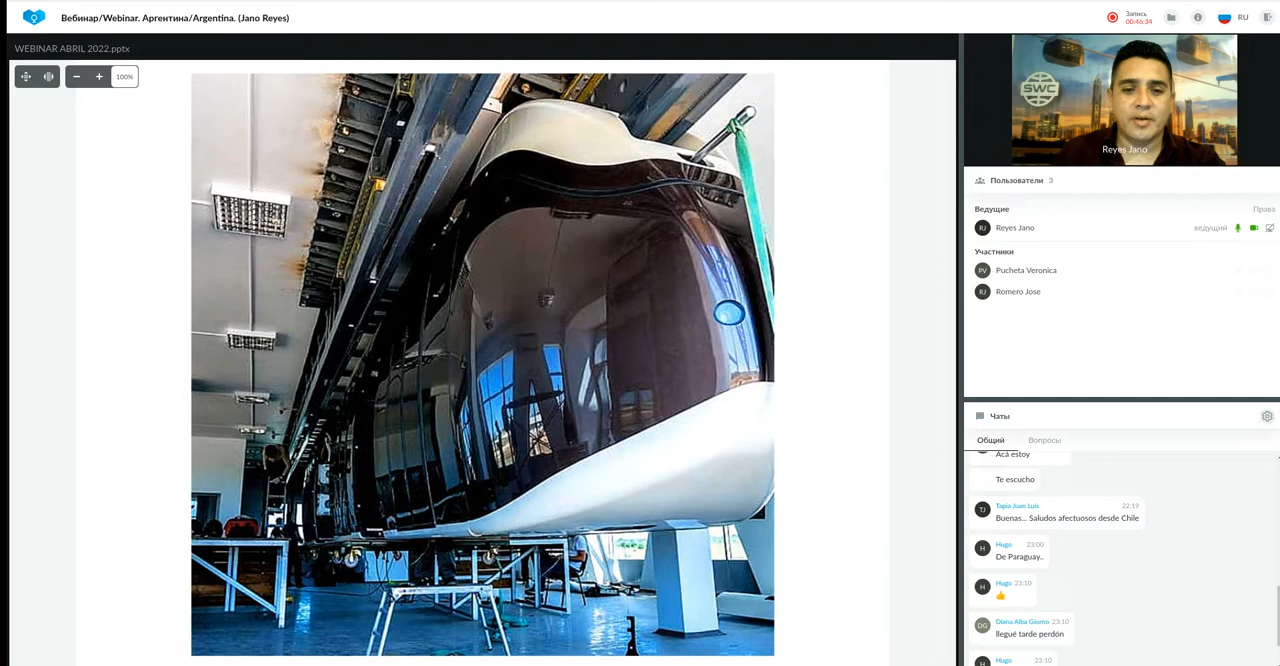 Вебинар/Webinar. Аргентина/Argentina. (Jano Reyes)
Запись
00:46:34
RU
WEBINAR ABRIL 2022.pptx
100%
SWC
Reyes Jano
Пользователи 3
Ведущие Права
RJ Reyes Jano ведущий
Участники
PV Pucheta Veronica
RJ Romero Jose
Чаты
Общий Вопросы
Acá estoy
Te escucho
TJ Tapia Juan Luis 22:19
Buenas... Saludos afectuosos desde Chile
H Hugo 23:00
De Paraguay..
H Hugo 23:10
👍
DG Diana Alba Giorno 23:10
llegué tarde perdón
H Hugo 23:10